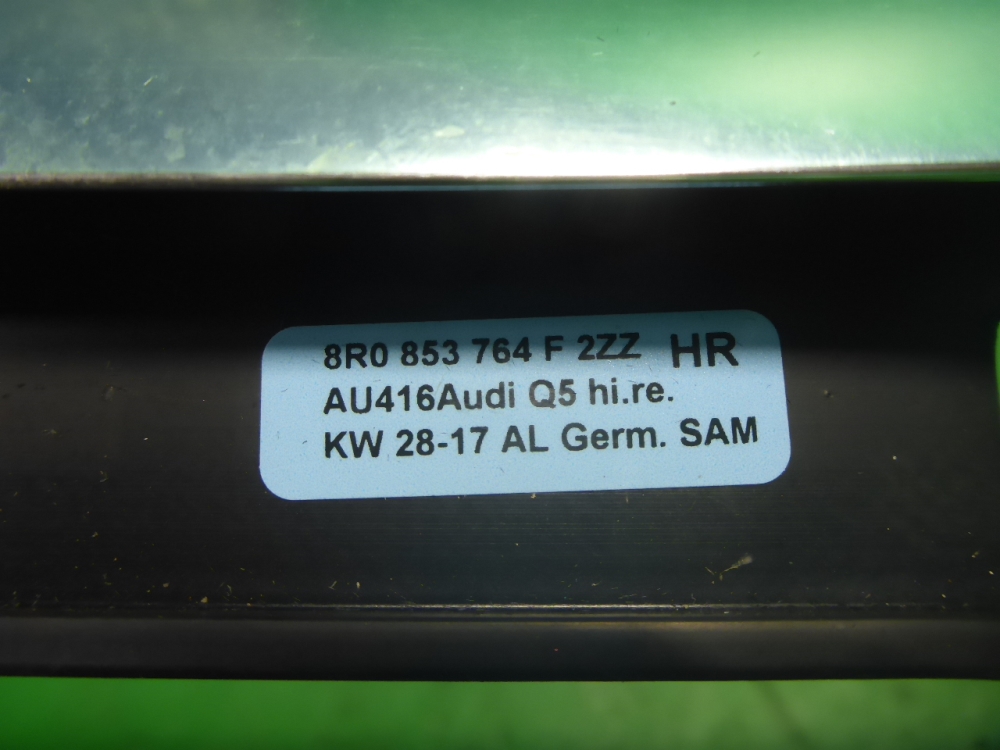 8R0 853 764 F 2ZZ HR
AU416Audi Q5 hi.re.
KW 28-17 AL Germ. SAM